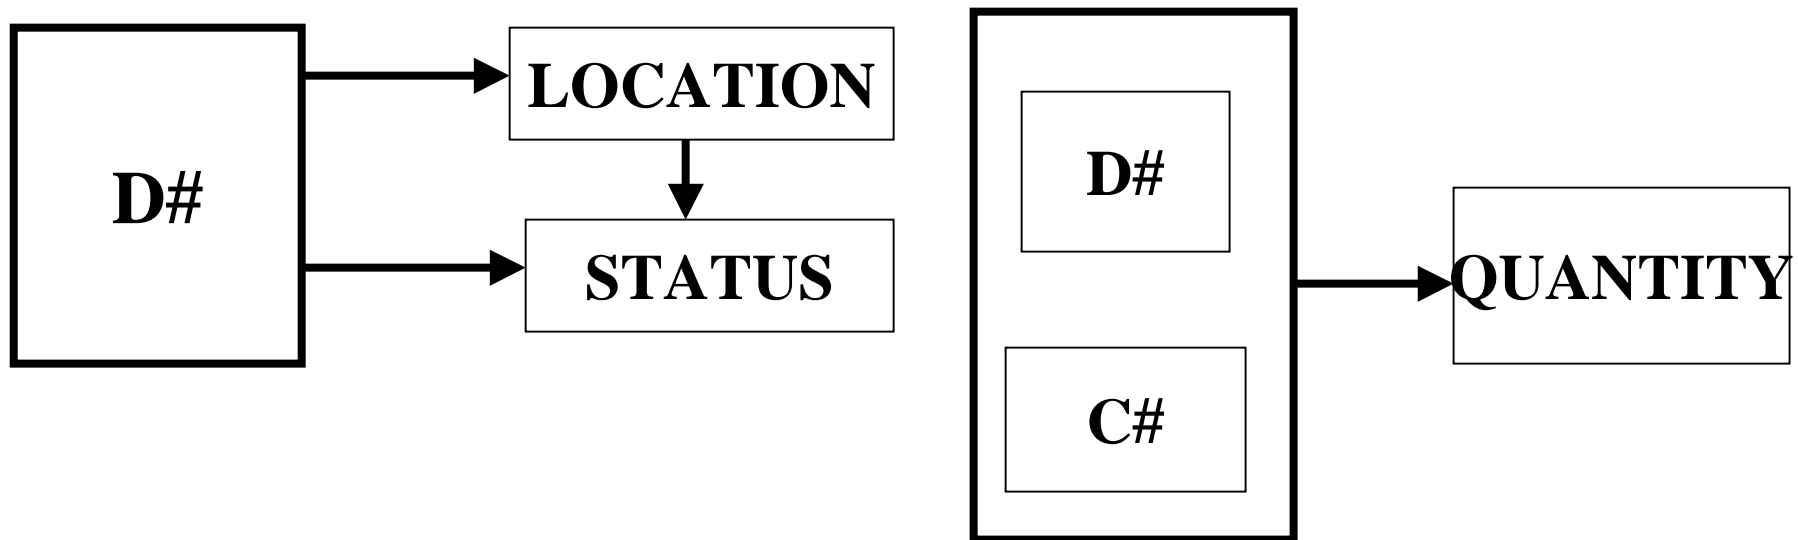 D#
LOCATION
STATUS
D#
C#
QUANTITY